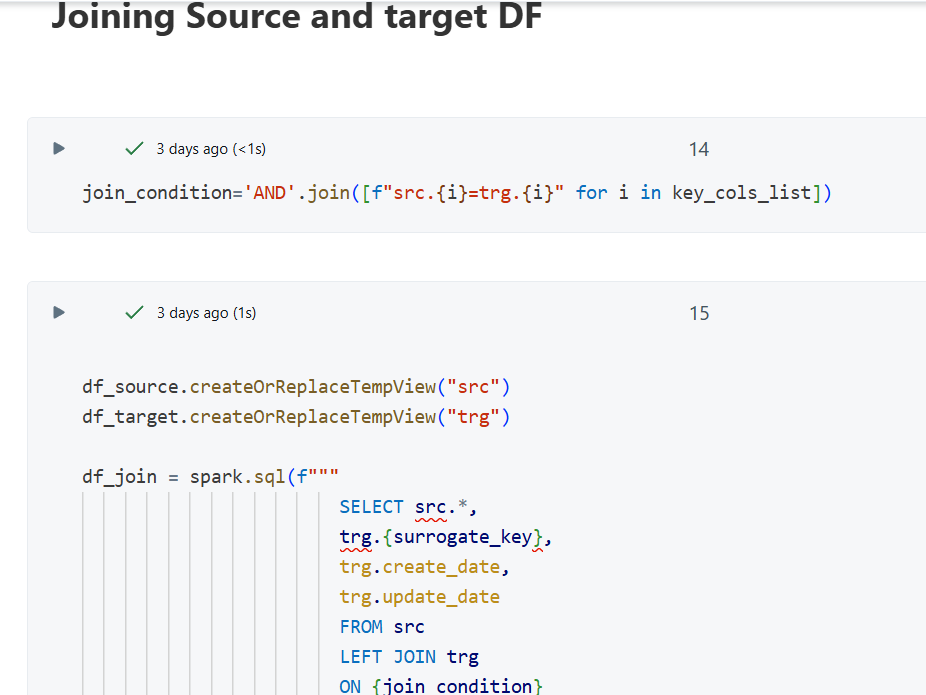 Joining Source and target DF
3 days ago (<1s)
14
join_condition='AND'.join([f"src.{i}=trg.{i}" for i in key_cols_list])
3 days ago (1s)
15
df_source.createOrReplaceTempView("src")
df_target.createOrReplaceTempView("trg")
df_join = spark.sql(f"""
SELECT src.*,
trg.{surrogate_key},
trg.create_date,
trg.update_date
FROM src
LEFT JOIN trg
ON {join_condition}